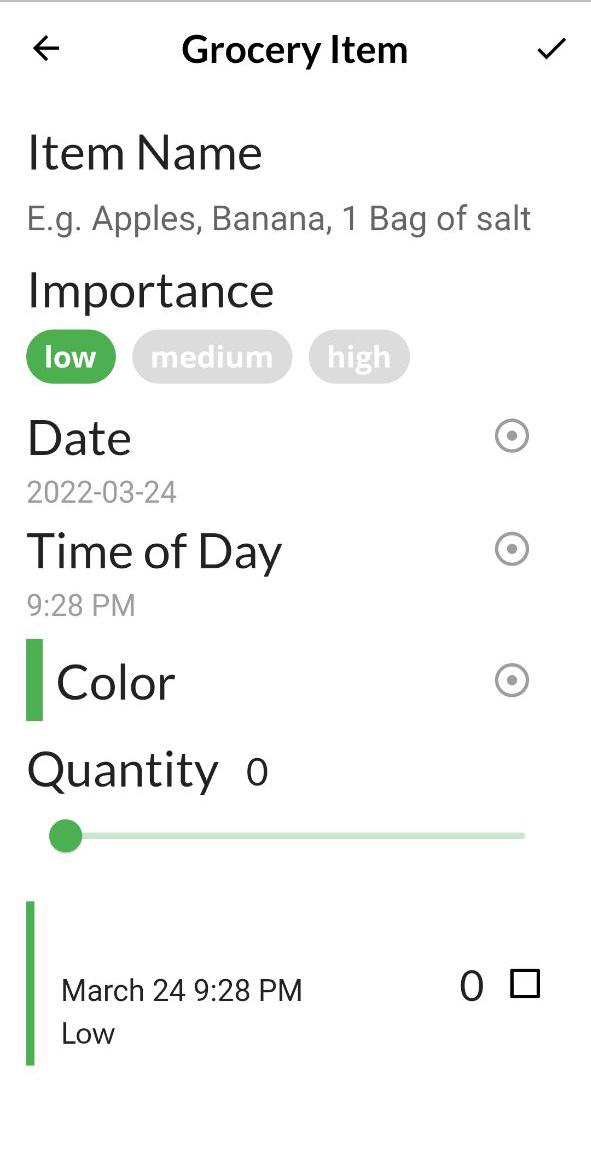 Grocery Item
Item Name
E.g. Apples, Banana, 1 Bag of salt
Importance
low medium high
Date
2022-03-24
Time of Day
9:28 PM
Color
Quantity 0
March 24 9:28 PM 0
Low